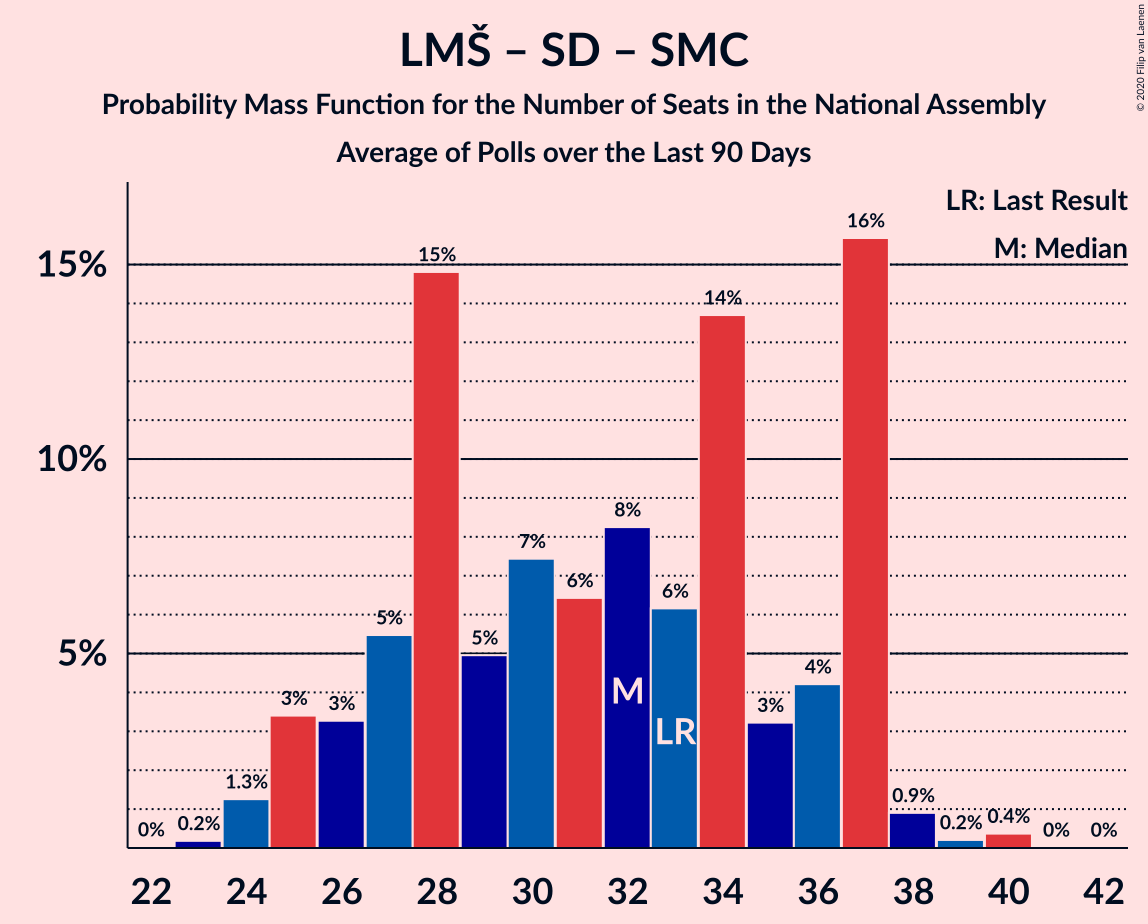 LMŠ – SD – SMC
Probability Mass Function for the Number of Seats in the National Assembly
Average of Polls over the Last 90 Days
© 2020 Filip van Laenen
LR: Last Result
M: Median
15%
10%
5%
0%
0.2%
1.3%
3%
3%
5%
15%
5%
7%
6%
8%
6%
14%
3%
4%
16%
0.9%
0.2%
0.4%
0%
0%
M
LR
22 24 26 28 30 32 34 36 38 40 42